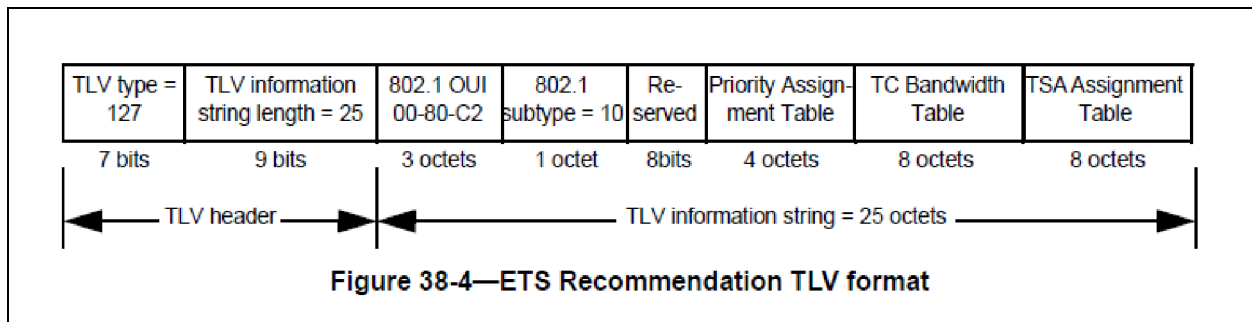 TLV type =
127
TLV information
string length = 25
802.1 OUI
00-80-C2
802.1
subtype = 10
Re-
served
Priority Assign-
ment Table
TC Bandwidth
Table
TSA Assignment
Table
7 bits
9 bits
3 octets
1 octet
8bits
4 octets
8 octets
8 octets
TLV header
TLV information string = 25 octets
Figure 38-4—ETS Recommendation TLV format